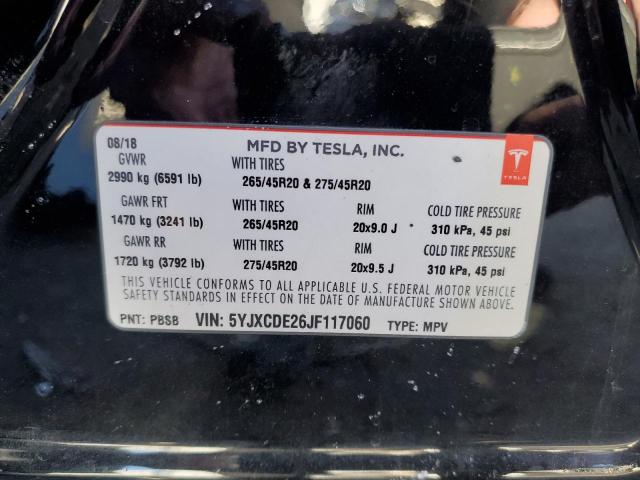 08/18 MFD BY TESLA, INC.
GVWR WITH TIRES
2990 kg (6591 lb) 265/45R20 & 275/45R20
GAWR FRT WITH TIRES RIM COLD TIRE PRESSURE
1470 kg (3241 lb) 265/45R20 20x9.0 J 310 kPa, 45 psi
GAWR RR WITH TIRES RIM COLD TIRE PRESSURE
1720 kg (3792 lb) 275/45R20 20x9.5 J 310 kPa, 45 psi
THIS VEHICLE CONFORMS TO ALL APPLICABLE U.S. FEDERAL MOTOR VEHICLE
SAFETY STANDARDS IN EFFECT ON THE DATE OF MANUFACTURE SHOWN ABOVE.
PNT: PBSB VIN: 5YJXCDE26JF117060 TYPE: MPV
TESLA